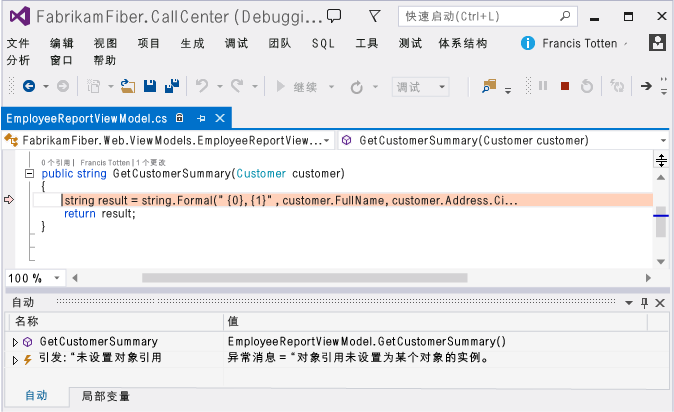 FabrikamFiber.CallCenter (Debuggi...
快速启动(Ctrl+L)
文件 编辑 视图 项目 生成 调试 团队 SQL 工具 测试 体系结构 Francis Totten
分析 窗口 帮助
继续 调试
EmployeeReportViewModel.cs
FabrikamFiber.Web.ViewModels.EmployeeReportView... GetCustomerSummary(Customer customer)
0 个引用 | Francis Totten | 1 个更改
public string GetCustomerSummary(Customer customer)
{
string result = string.Formal(" {0}, {1}" , customer.FullName, customer.Address.Ci...
return result;
}
100 %
自动
名称 值
GetCustomerSummary EmployeeReportViewModel.GetCustomerSummary()
引发: “未设置对象引用 异常消息 = “对象引用未设置为某个对象的实例。
自动 局部变量